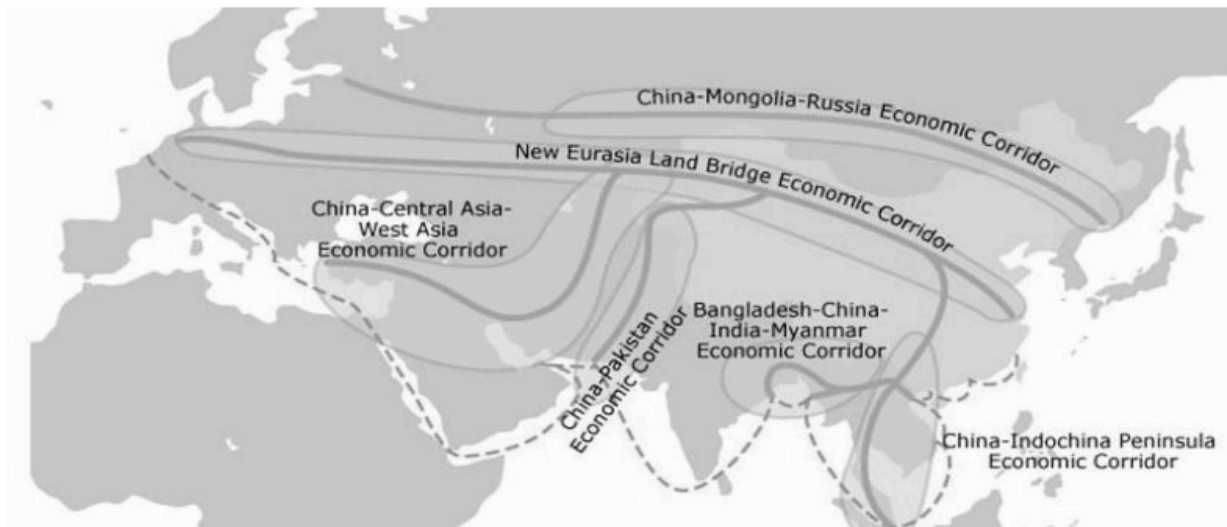 China-Mongolia-Russia Economic Corridor
New Eurasia Land Bridge Economic Corridor
China-Central Asia-
West Asia
Economic Corridor
China-Pakistan
Economic Corridor
Bangladesh-China-
India-Myanmar
Economic Corridor
China-Indochina Peninsula
Economic Corridor